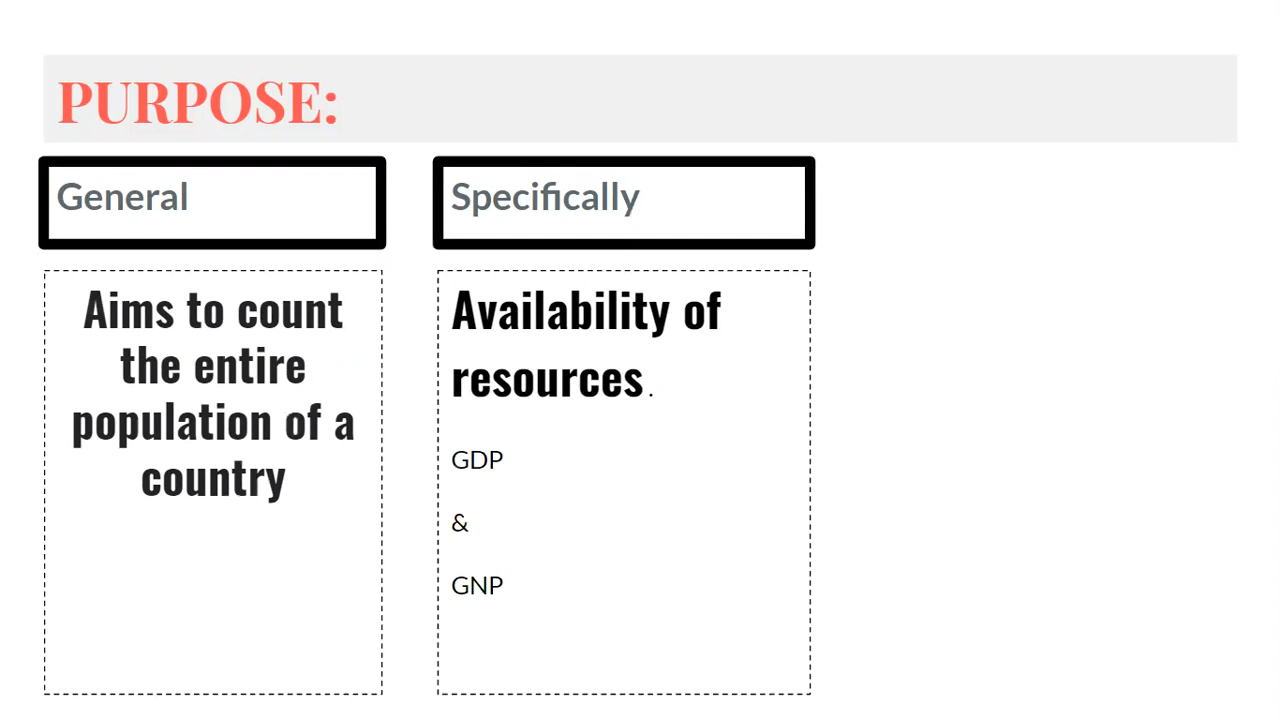 PURPOSE:
General
Specifically
Aims to count
the entire
population of a
country
Availability of
resources.
GDP
&
GNP